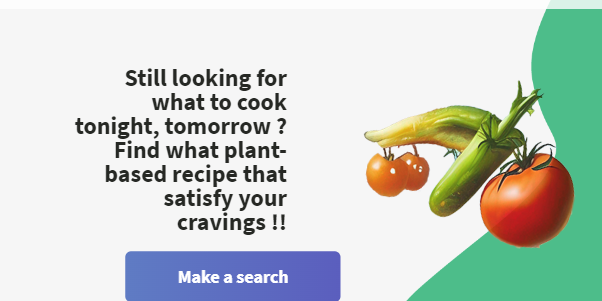 Still looking for
what to cook
tonight, tomorrow ?
Find what plant-
based recipe that
satisfy your
cravings !!
Make a search